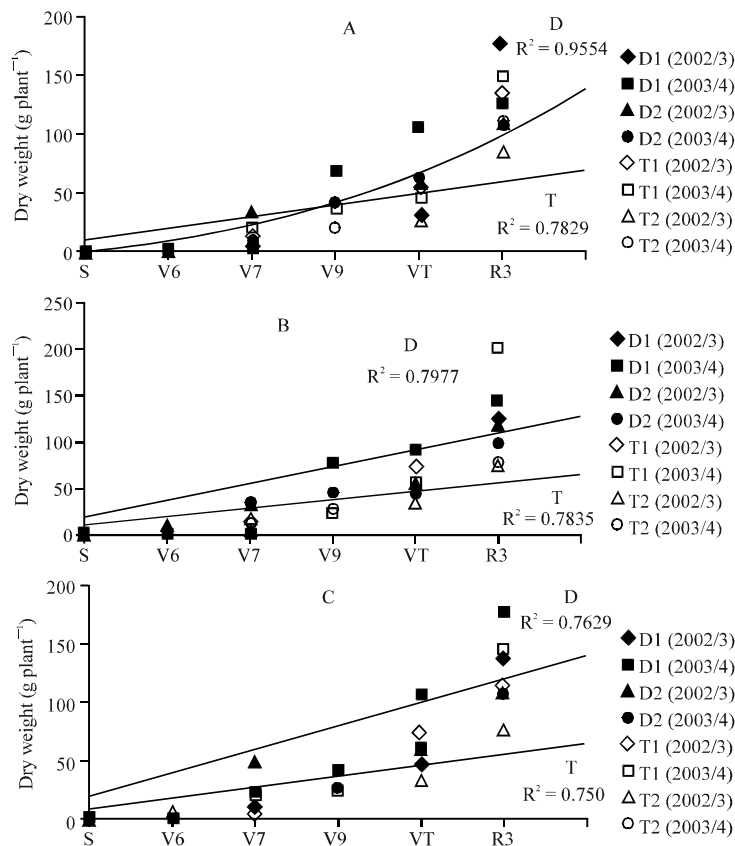 A
D
R² = 0.9554
T
R² = 0.7829
Dry weight (g plant⁻¹)
200
150
100
50
0
S V6 V7 V9 VT R3
D1 (2002/3)
D1 (2003/4)
D2 (2002/3)
D2 (2003/4)
T1 (2002/3)
T1 (2003/4)
T2 (2002/3)
T2 (2003/4)
B
D
R² = 0.7977
T
R² = 0.7835
Dry weight (g plant⁻¹)
250
200
150
100
50
0
S V6 V7 V9 VT R3
D1 (2002/3)
D1 (2003/4)
D2 (2002/3)
D2 (2003/4)
T1 (2002/3)
T1 (2003/4)
T2 (2002/3)
T2 (2003/4)
C
D
R² = 0.7629
T
R² = 0.750
Dry weight (g plant⁻¹)
200
150
100
50
0
S V6 V7 V9 VT R3
D1 (2002/3)
D1 (2003/4)
D2 (2002/3)
D2 (2003/4)
T1 (2002/3)
T1 (2003/4)
T2 (2002/3)
T2 (2003/4)